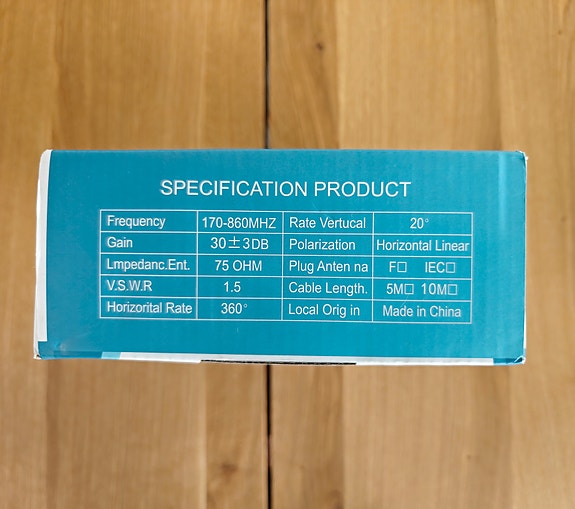 SPECIFICATION PRODUCT
Frequency 170-860MHZ Rate Vertucal 20°
Gain 30±3DB Polarization Horizontal Linear
Lmpedanc.Ent. 75 OHM Plug Anten na F□ IEC□
V.S.W.R 1.5 Cable Length. 5M□ 10M□
Horizorital Rate 360° Local Orig in Made in China